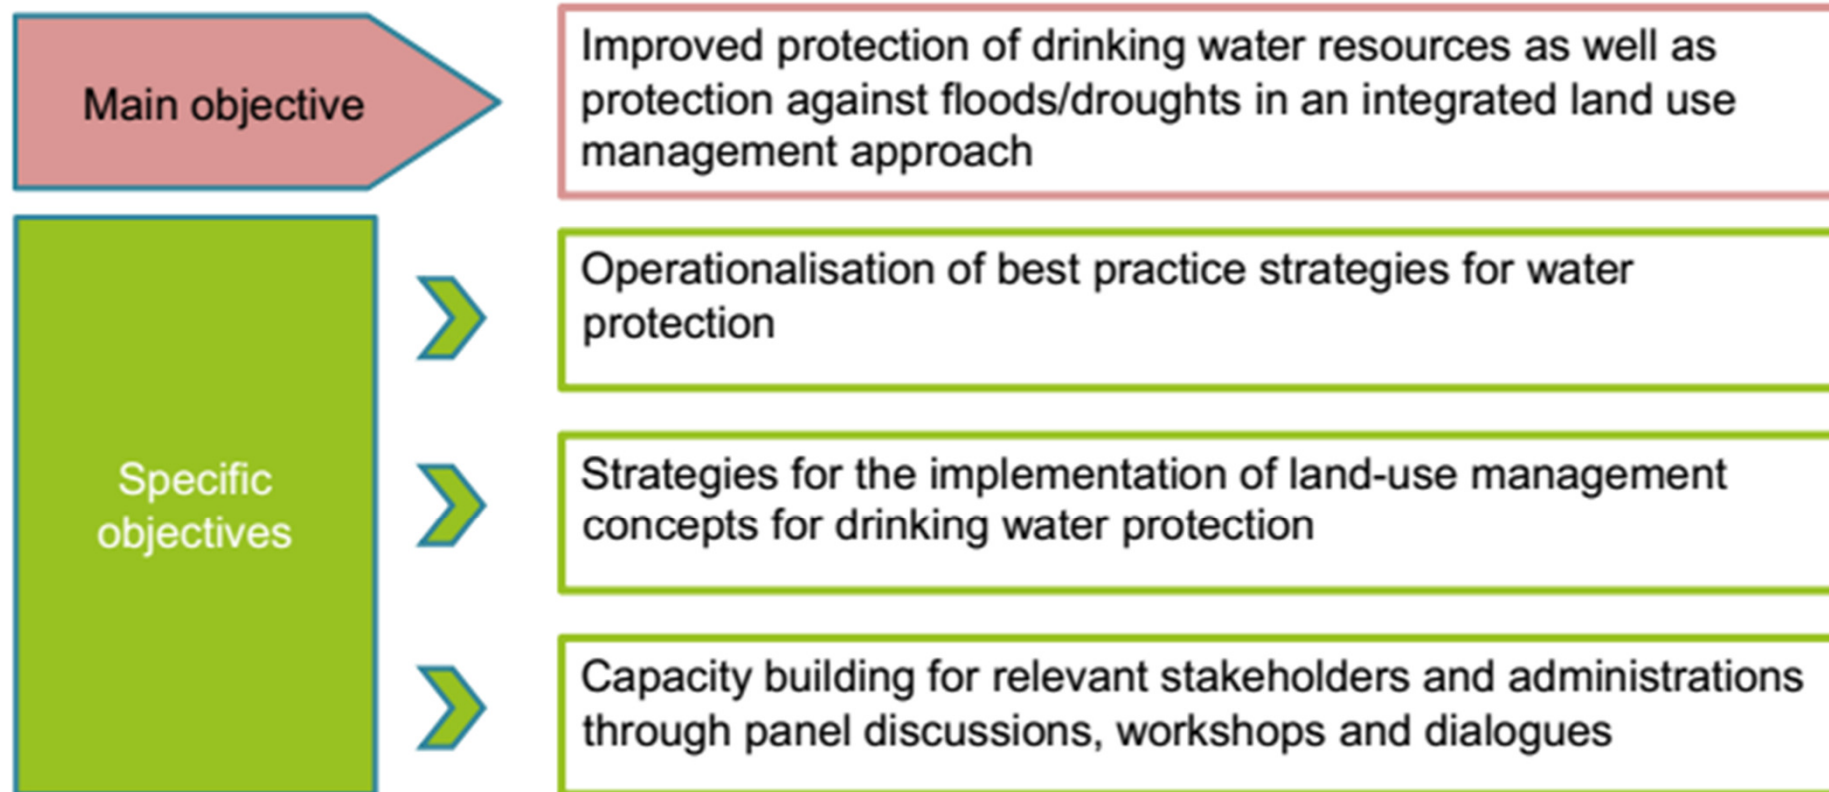 Main objective
Improved protection of drinking water resources as well as
protection against floods/droughts in an integrated land use
management approach
Specific
objectives
Operationalisation of best practice strategies for water
protection
Strategies for the implementation of land-use management
concepts for drinking water protection
Capacity building for relevant stakeholders and administrations
through panel discussions, workshops and dialogues